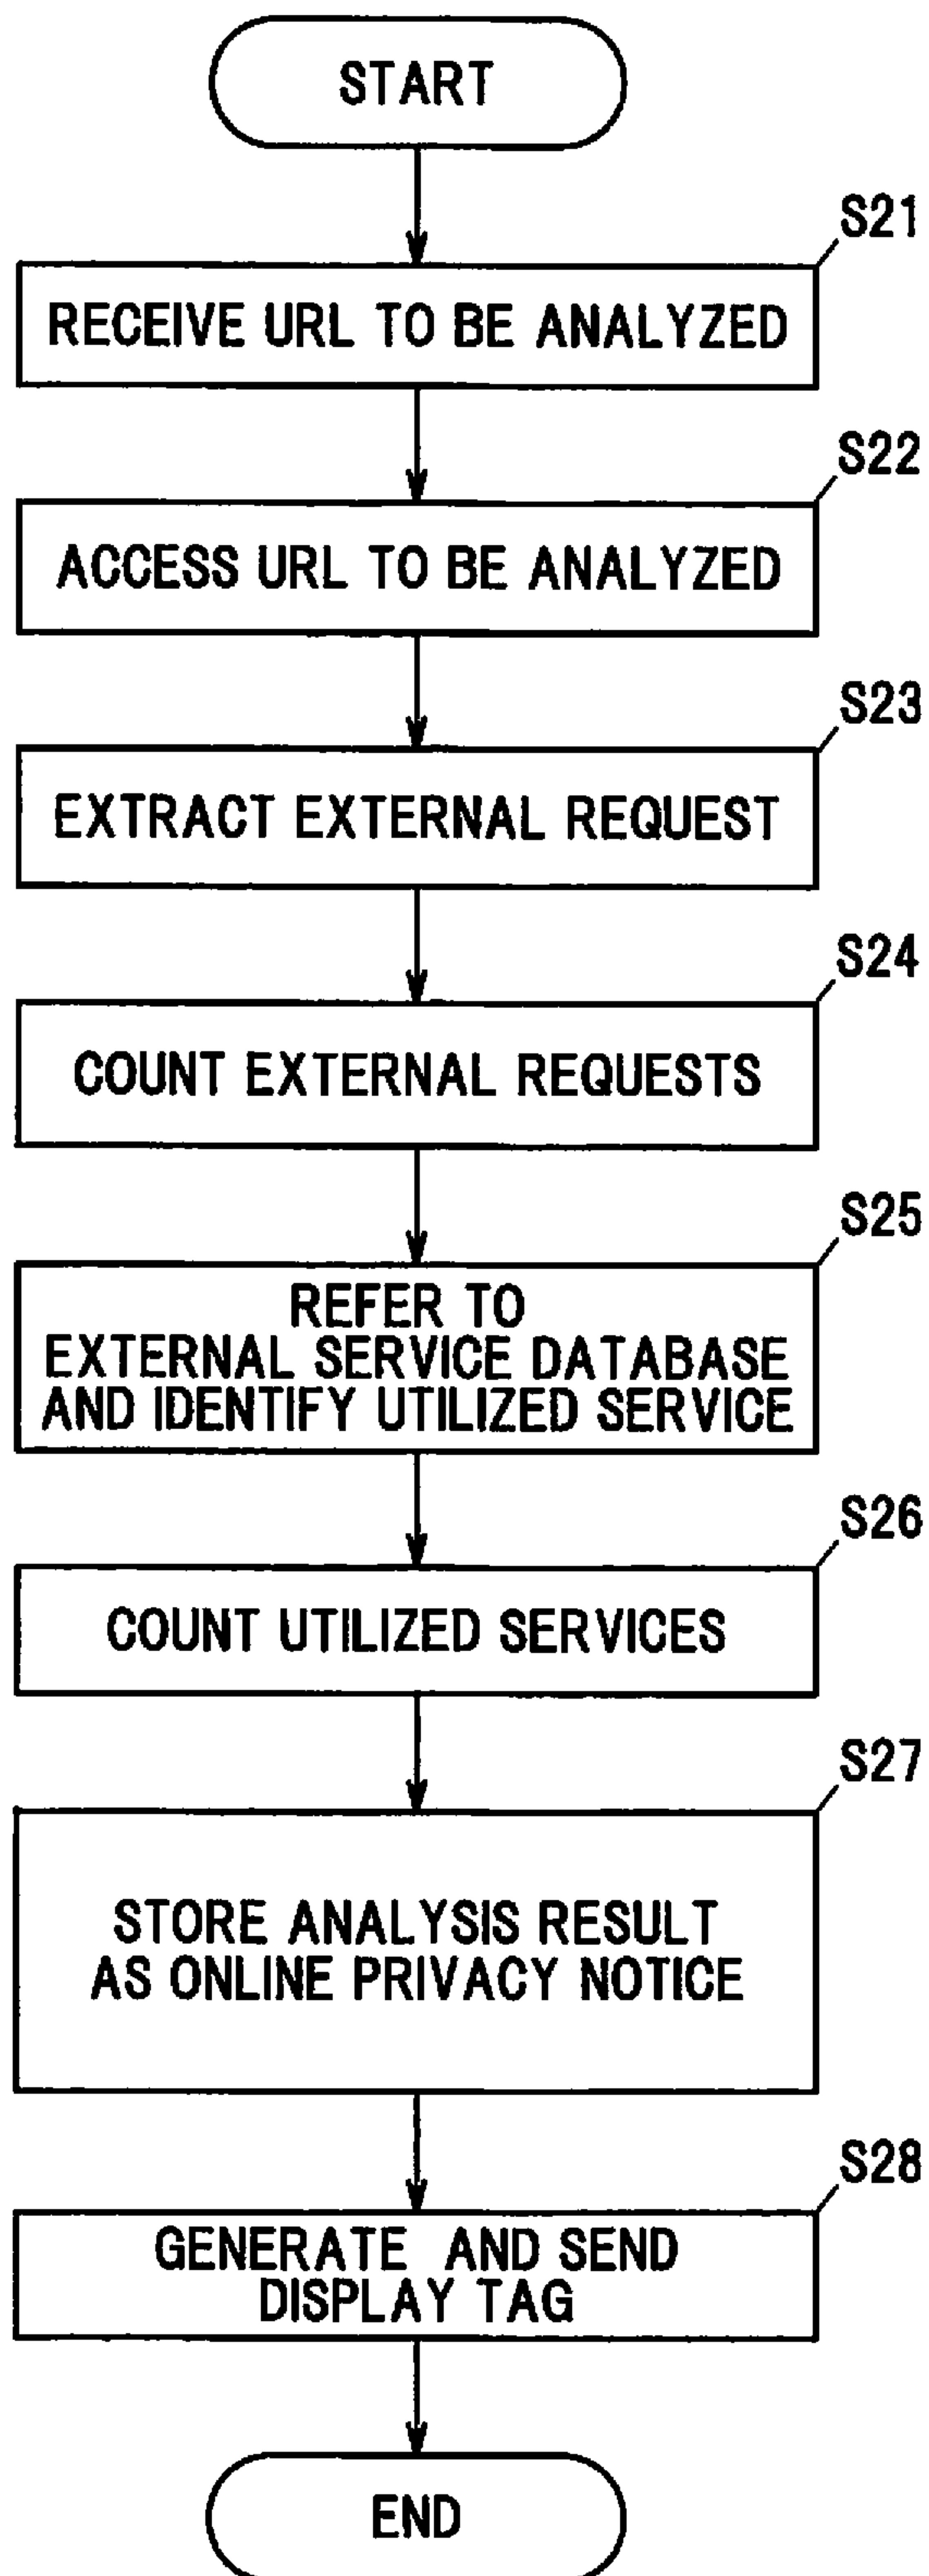 START
S21
RECEIVE URL TO BE ANALYZED
S22
ACCESS URL TO BE ANALYZED
S23
EXTRACT EXTERNAL REQUEST
S24
COUNT EXTERNAL REQUESTS
S25
REFER TO
EXTERNAL SERVICE DATABASE
AND IDENTIFY UTILIZED SERVICE
S26
COUNT UTILIZED SERVICES
S27
STORE ANALYSIS RESULT
AS ONLINE PRIVACY NOTICE
S28
GENERATE AND SEND
DISPLAY TAG
END